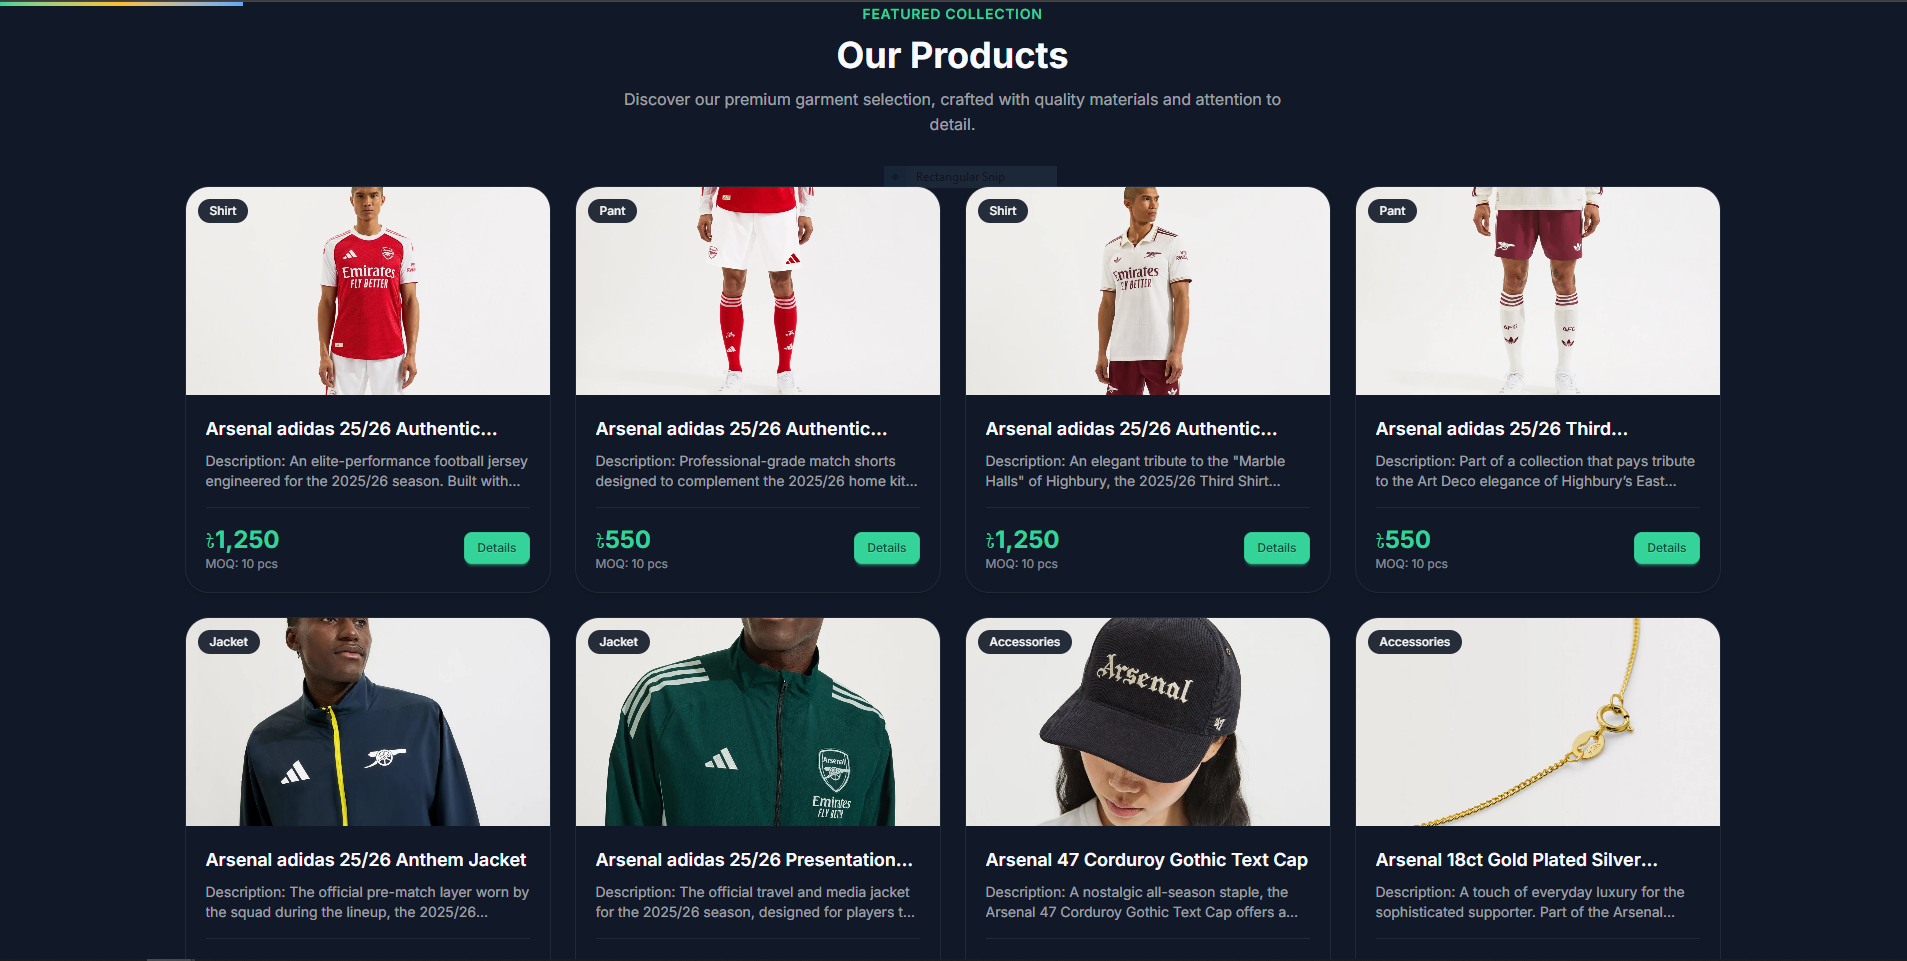 FEATURED COLLECTION
Our Products
Discover our premium garment selection, crafted with quality materials and attention to
detail.
Rectangular Snip
Shirt
Emirates
FLY BETTER
Pant
Shirt
Emirates
FLY BETTER
Pant
AFC
AFC
Arsenal adidas 25/26 Authentic...
Description: An elite-performance football jersey
engineered for the 2025/26 season. Built with...
৳1,250
MOQ: 10 pcs
Details
Arsenal adidas 25/26 Authentic...
Description: Professional-grade match shorts
designed to complement the 2025/26 home kit...
৳550
MOQ: 10 pcs
Details
Arsenal adidas 25/26 Authentic...
Description: An elegant tribute to the "Marble
Halls" of Highbury, the 2025/26 Third Shirt...
৳1,250
MOQ: 10 pcs
Details
Arsenal adidas 25/26 Third...
Description: Part of a collection that pays tribute
to the Art Deco elegance of Highbury’s East...
৳550
MOQ: 10 pcs
Details
Jacket
Jacket
Arsenal
Emirates
Accessories
Arsenal
47
Accessories
Arsenal adidas 25/26 Anthem Jacket
Description: The official pre-match layer worn by
the squad during the lineup, the 2025/26...
Arsenal adidas 25/26 Presentation...
Description: The official travel and media jacket
for the 2025/26 season, designed for players t...
Arsenal 47 Corduroy Gothic Text Cap
Description: A nostalgic all-season staple, the
Arsenal 47 Corduroy Gothic Text Cap offers a...
Arsenal 18ct Gold Plated Silver...
Description: A touch of everyday luxury for the
sophisticated supporter. Part of the Arsenal...